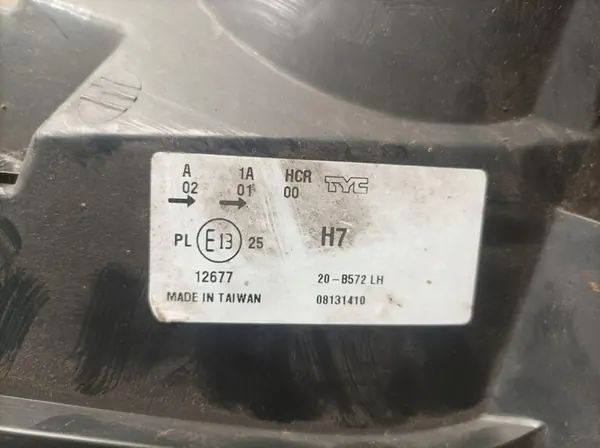 A 1A HCR TYC
02 01 00
PL E13 25 H7
12677 20-B572 LH
MADE IN TAIWAN 08131410